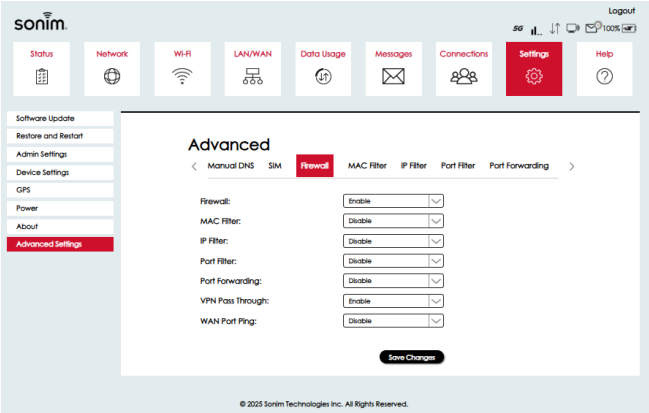 Logout
sonim.
5G 100%
Status Network Wi-Fi LAN/WAN Data Usage Messages Connections Settings Help
Software Update
Restore and Restart
Admin Settings
Device Settings
GPS
Power
About
Advanced Settings
Advanced
Manual DNS SIM Firewall MAC Filter IP Filter Port Filter Port Forwarding
Firewall: Enable
MAC Filter: Disable
IP Filter: Disable
Port Filter: Disable
Port Forwarding: Disable
VPN Pass Through: Enable
WAN Port Ping: Disable
Save Changes
© 2025 Sonim Technologies Inc. All Rights Reserved.